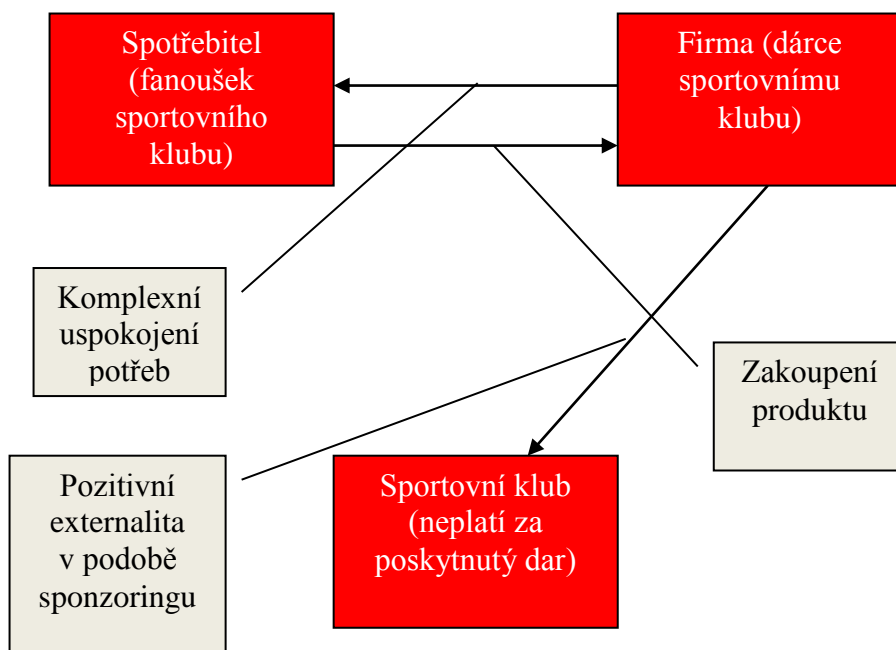 Spotřebitel
(fanoušek
sportovního
klubu)
Firma (dárce
sportovnímu
klubu)
Komplexní
uspokojení
potřeb
Zakoupení
produktu
Pozitivní
externalita
v podobě
sponzoringu
Sportovní klub
(neplatí za
poskytnutý dar)